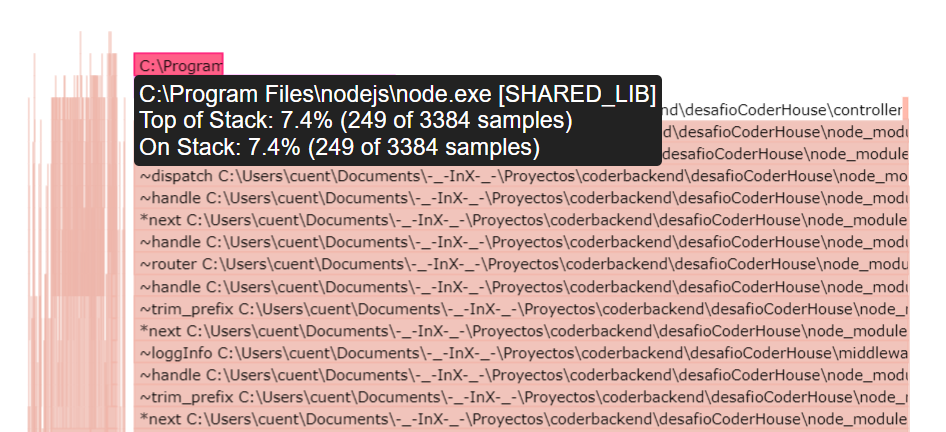 C:\Program
C:\Program Files\nodejs\node.exe [SHARED_LIB]
Top of Stack: 7.4% (249 of 3384 samples)
On Stack: 7.4% (249 of 3384 samples)
nd\desafioCoderHouse\controller
d\desafioCoderHouse\node_modu
desafioCoderHouse\node_module
~dispatch C:\Users\cuent\Documents\-_-InX-_-\Proyectos\coderbackend\desafioCoderHouse\node_mo
~handle C:\Users\cuent\Documents\-_-InX-_-\Proyectos\coderbackend\desafioCoderHouse\node_modu
*next C:\Users\cuent\Documents\-_-InX-_-\Proyectos\coderbackend\desafioCoderHouse\node_module
~handle C:\Users\cuent\Documents\-_-InX-_-\Proyectos\coderbackend\desafioCoderHouse\node_modu
~router C:\Users\cuent\Documents\-_-InX-_-\Proyectos\coderbackend\desafioCoderHouse\node_modu
~handle C:\Users\cuent\Documents\-_-InX-_-\Proyectos\coderbackend\desafioCoderHouse\node_modu
~trim_prefix C:\Users\cuent\Documents\-_-InX-_-\Proyectos\coderbackend\desafioCoderHouse\node_
*next C:\Users\cuent\Documents\-_-InX-_-\Proyectos\coderbackend\desafioCoderHouse\node_module
~loggInfo C:\Users\cuent\Documents\-_-InX-_-\Proyectos\coderbackend\desafioCoderHouse\middlewa
~handle C:\Users\cuent\Documents\-_-InX-_-\Proyectos\coderbackend\desafioCoderHouse\node_modu
~trim_prefix C:\Users\cuent\Documents\-_-InX-_-\Proyectos\coderbackend\desafioCoderHouse\node_
*next C:\Users\cuent\Documents\-_-InX-_-\Proyectos\coderbackend\desafioCoderHouse\node_module